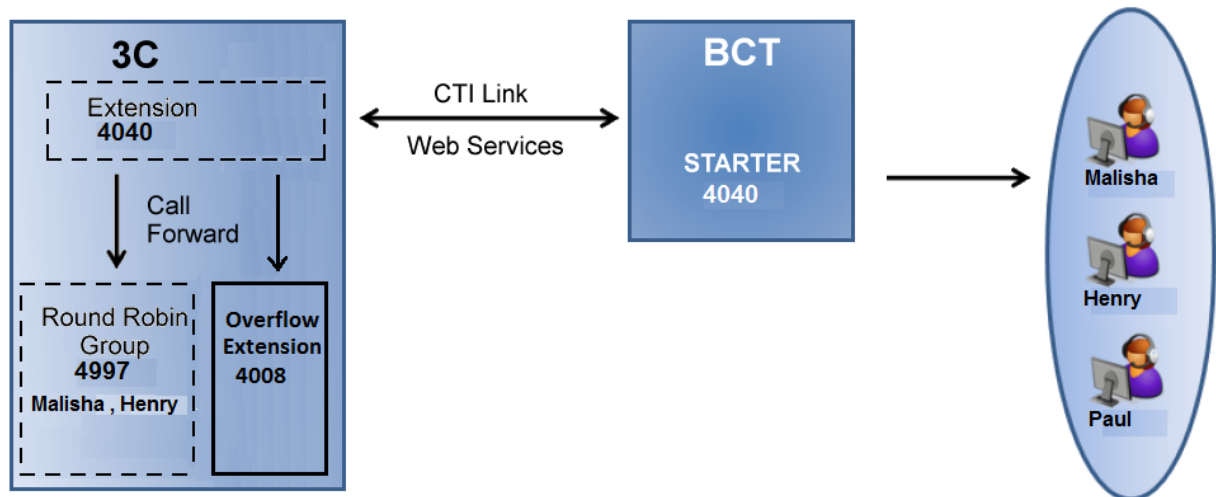 3C
Extension
4040
Call
Forward
Round Robin
Group
4997
Malisha , Henry
Overflow
Extension
4008
CTI Link
Web Services
BCT
STARTER
4040
Malisha
Henry
Paul